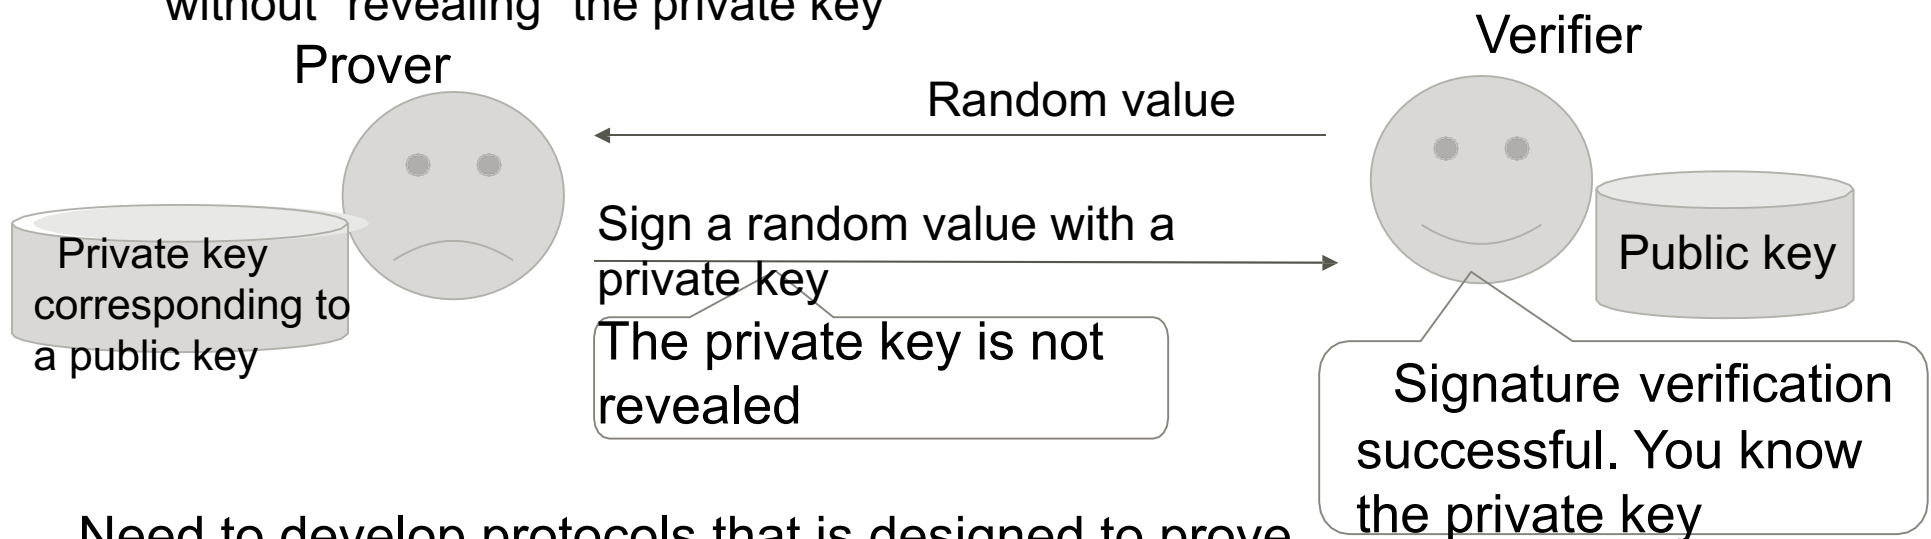 without "revealing" the private key
Verifier
Prover
Random value
Sign a random value with a
private key
Private key
corresponding to
a public key
Public key
The private key is not
revealed
Signature verification
successful. You know
the private key
Need to develop protocols that is designed to prove